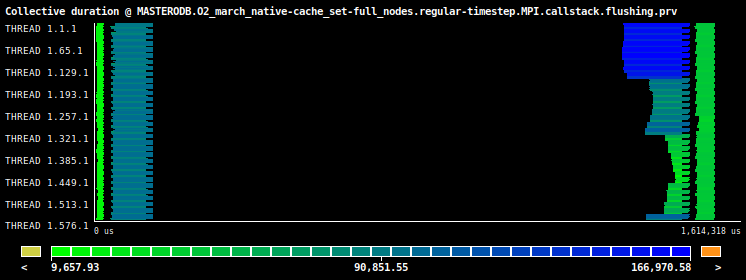 Collective duration @ MASTERODB.O2_march_native-cache_set-full_nodes.regular-timestep.MPI.callstack.flushing.prv
THREAD 1.1.1
THREAD 1.65.1
THREAD 1.129.1
THREAD 1.193.1
THREAD 1.257.1
THREAD 1.321.1
THREAD 1.385.1
THREAD 1.449.1
THREAD 1.513.1
THREAD 1.576.1
0 us 1,614,318 us
< 9,657.93 90,851.55 166,970.58 >